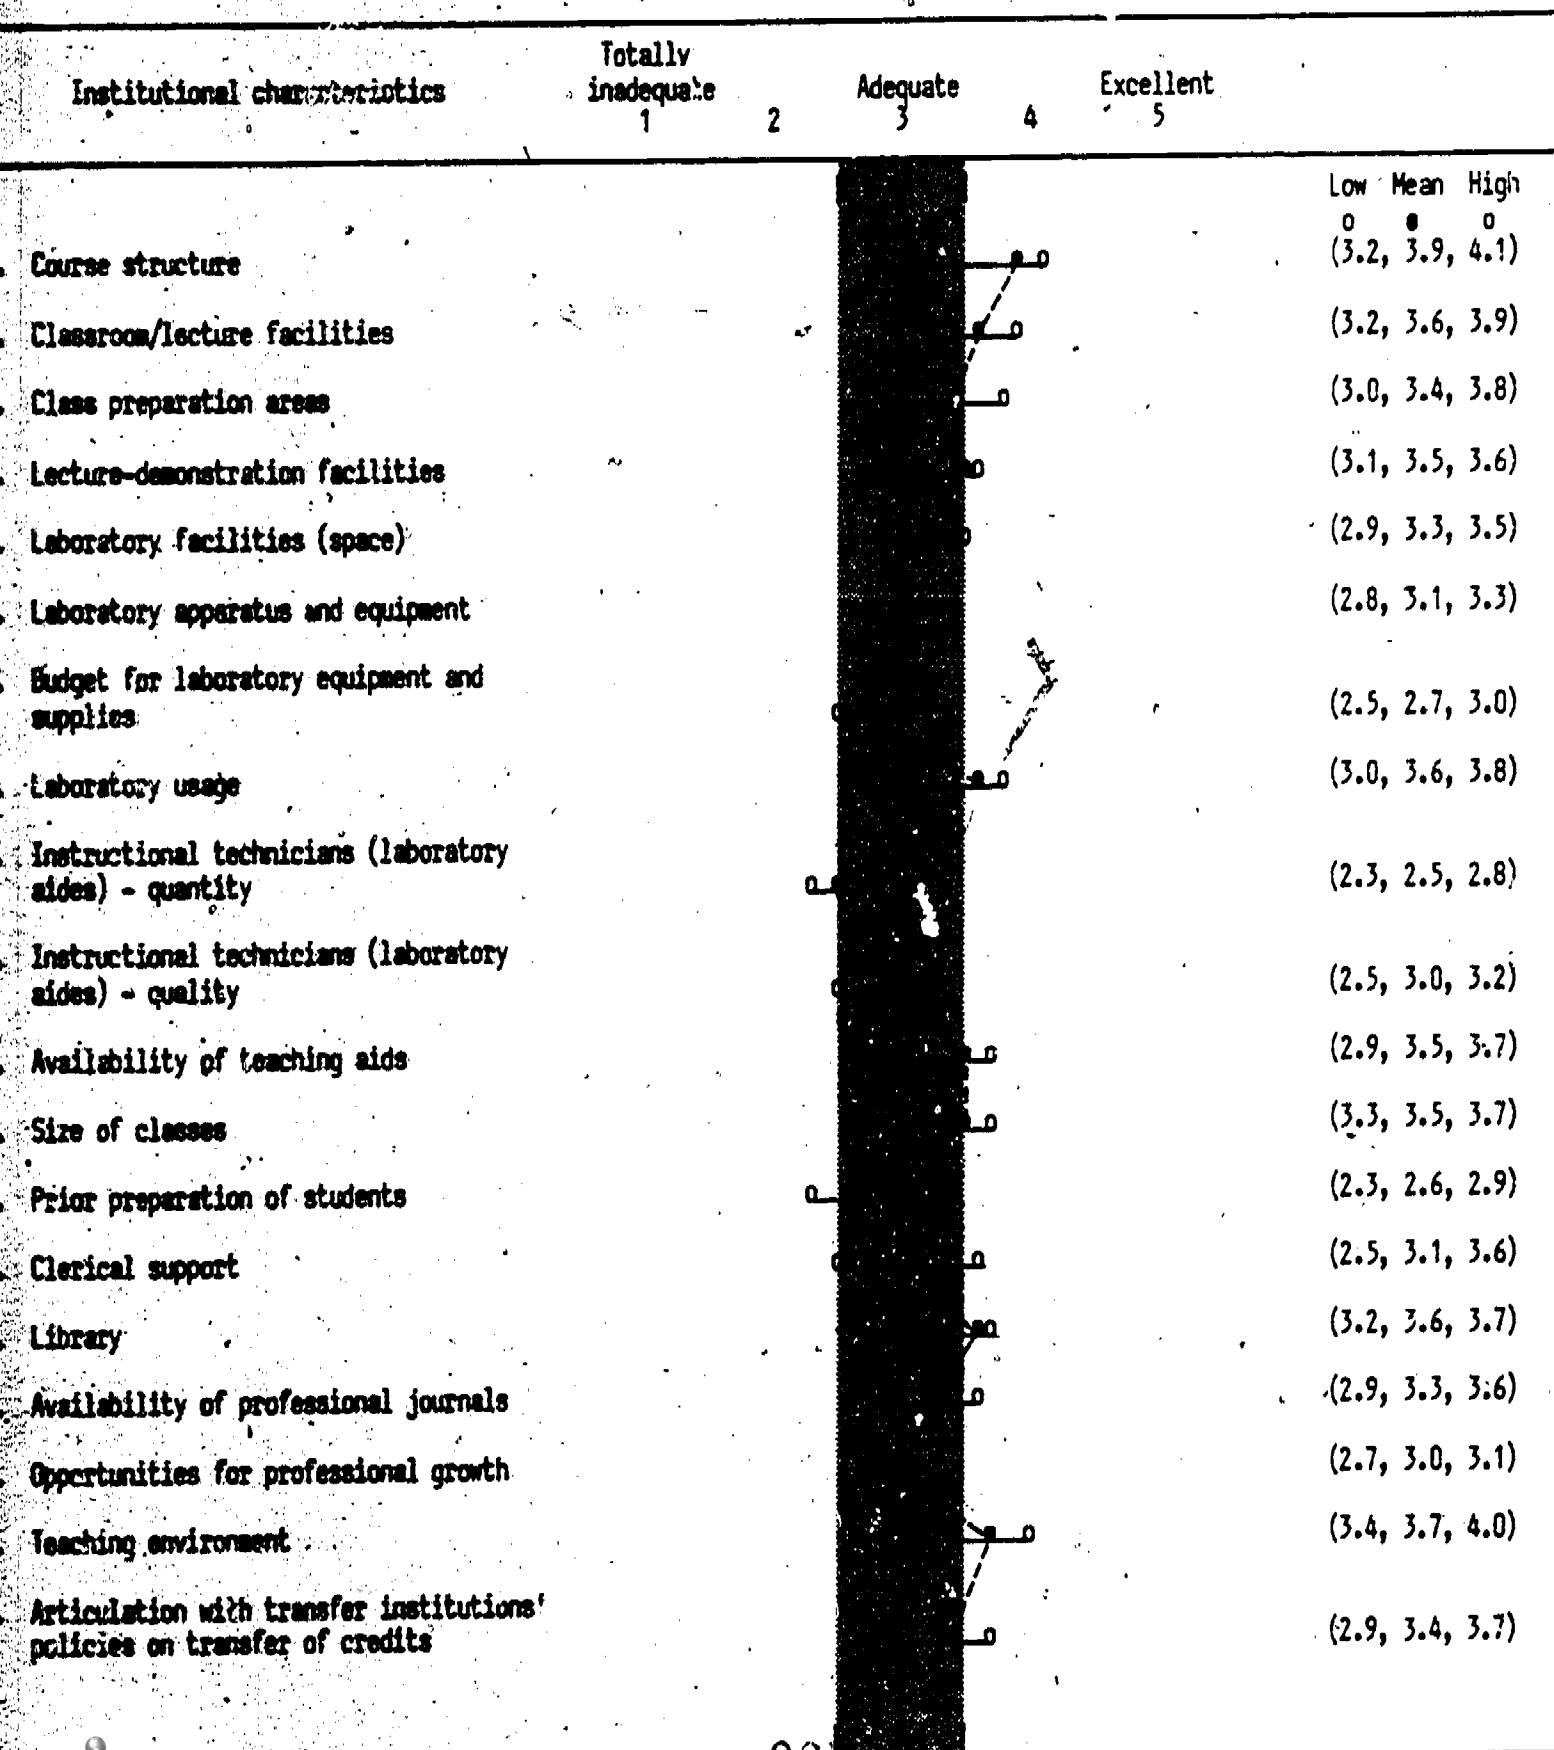 Totally
Institutional characteristics inadequate Adequate Excellent
1 2 3 4 5
Low Mean High
Course structure (3.2, 3.9, 4.1)
Classroom/lecture facilities (3.2, 3.6, 3.9)
Class preparation areas (3.0, 3.4, 3.8)
Lecture-demonstration facilities (3.1, 3.5, 3.6)
Laboratory facilities (space) (2.9, 3.3, 3.5)
Laboratory apparatus and equipment (2.8, 3.1, 3.3)
Budget for laboratory equipment and
supplies (2.5, 2.7, 3.0)
Laboratory usage (3.0, 3.6, 3.8)
Instructional technicians (laboratory
aides) - quantity (2.3, 2.5, 2.8)
Instructional technicians (laboratory
aides) - quality (2.5, 3.0, 3.2)
Availability of teaching aids (2.9, 3.5, 3.7)
Size of classes (3.3, 3.5, 3.7)
Prior preparation of students (2.3, 2.6, 2.9)
Clerical support (2.5, 3.1, 3.6)
Library (3.2, 3.6, 3.7)
Availability of professional journals (2.9, 3.3, 3.6)
Opportunities for professional growth (2.7, 3.0, 3.1)
Teaching environment (3.4, 3.7, 4.0)
Articulation with transfer institutions'
policies on transfer of credits (2.9, 3.4, 3.7)